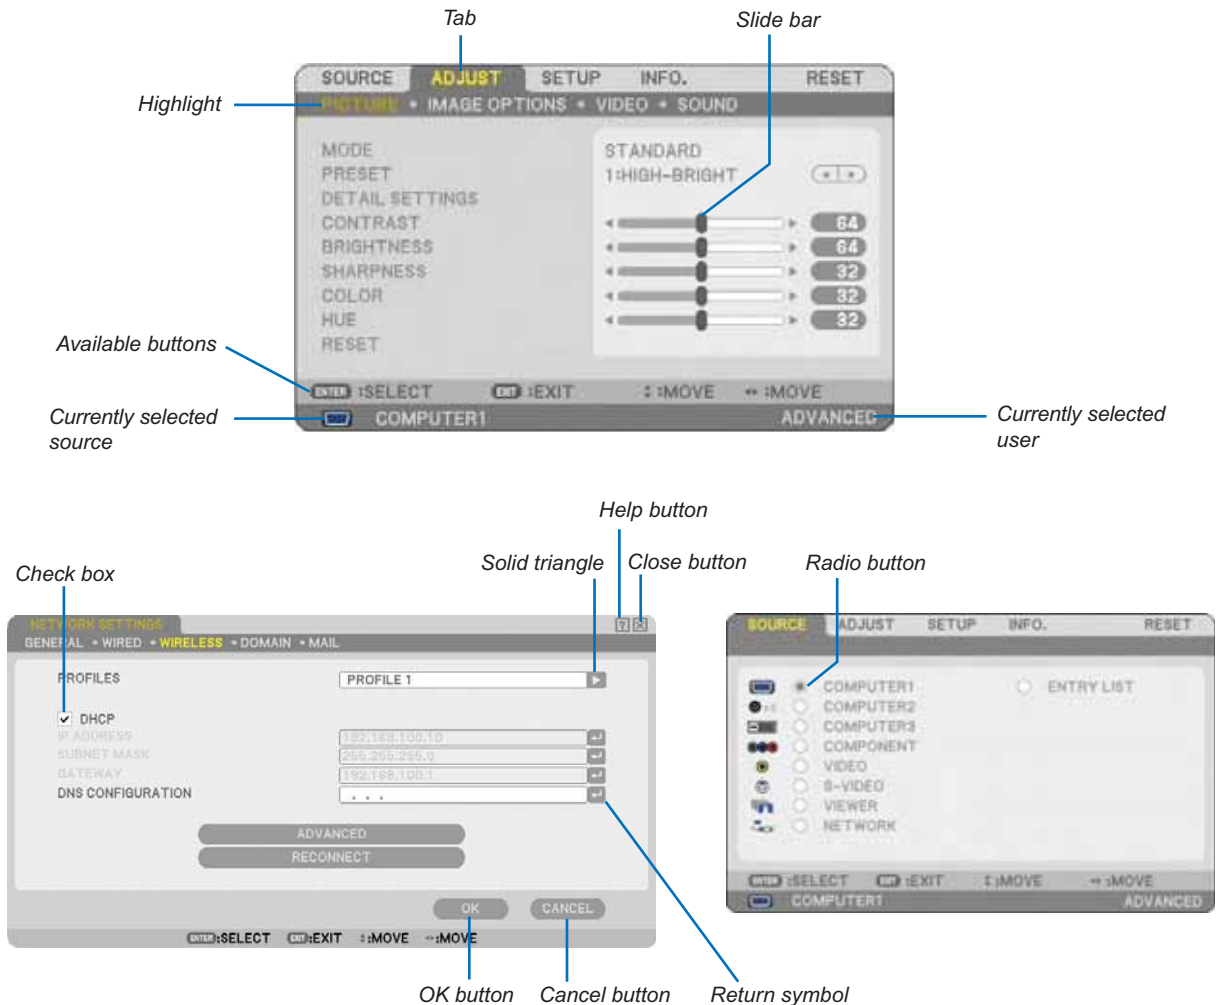 Tab
Slide bar
SOURCE ADJUST SETUP INFO. RESET
Highlight
PICTURE • IMAGE OPTIONS • VIDEO • SOUND
MODE STANDARD
PRESET 1:HIGH-BRIGHT
DETAIL SETTINGS
CONTRAST 64
BRIGHTNESS 64
SHARPNESS 32
COLOR 32
HUE 32
RESET
Available buttons
ENTER :SELECT EXIT :EXIT ↕ :MOVE ↔ :MOVE
Currently selected
source
COMPUTER1 ADVANCED
Currently selected
user
Help button
Check box
Solid triangle
Close button
Radio button
NETWORK SETTINGS ? X
GENERAL • WIRED • WIRELESS • DOMAIN • MAIL
PROFILES PROFILE 1
DHCP
IP ADDRESS 192.168.100.10
SUBNET MASK 255.255.255.0
GATEWAY 192.168.100.1
DNS CONFIGURATION . . .
ADVANCED
RECONNECT
OK CANCEL
ENTER:SELECT EXIT:EXIT ↕:MOVE ↔:MOVE
OK button
Cancel button
Return symbol
SOURCE ADJUST SETUP INFO. RESET
COMPUTER1 ENTRY LIST
COMPUTER2
COMPUTER3
COMPONENT
VIDEO
S-VIDEO
VIEWER
NETWORK
ENTER :SELECT EXIT :EXIT ↕ :MOVE ↔ :MOVE
COMPUTER1 ADVANCED